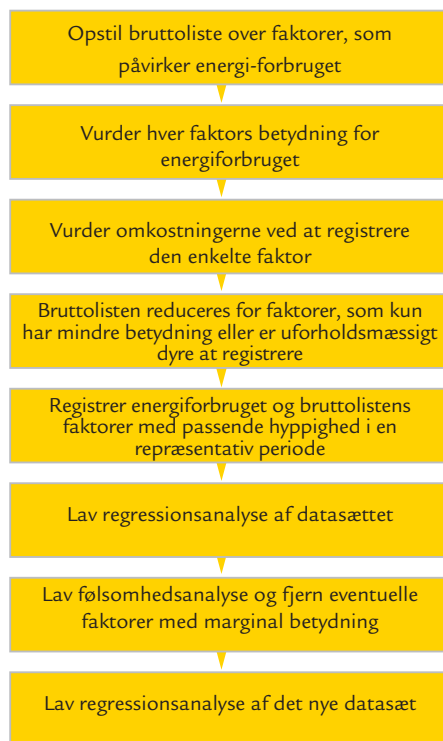 Opstil bruttoliste over faktorer, som
påvirker energi-forbruget
Vurder hver faktors betydning for
energiforbruget
Vurder omkostningerne ved at registrere
den enkelte faktor
Bruttolisten reduceres for faktorer, som kun
har mindre betydning eller er uforholdsmæssigt
dyre at registrere
Registrer energiforbruget og bruttolistens
faktorer med passende hyppighed i en
repræsentativ periode
Lav regressionsanalyse af datasættet
Lav følsomhedsanalyse og fjern eventuelle
faktorer med marginal betydning
Lav regressionsanalyse af det nye datasæt